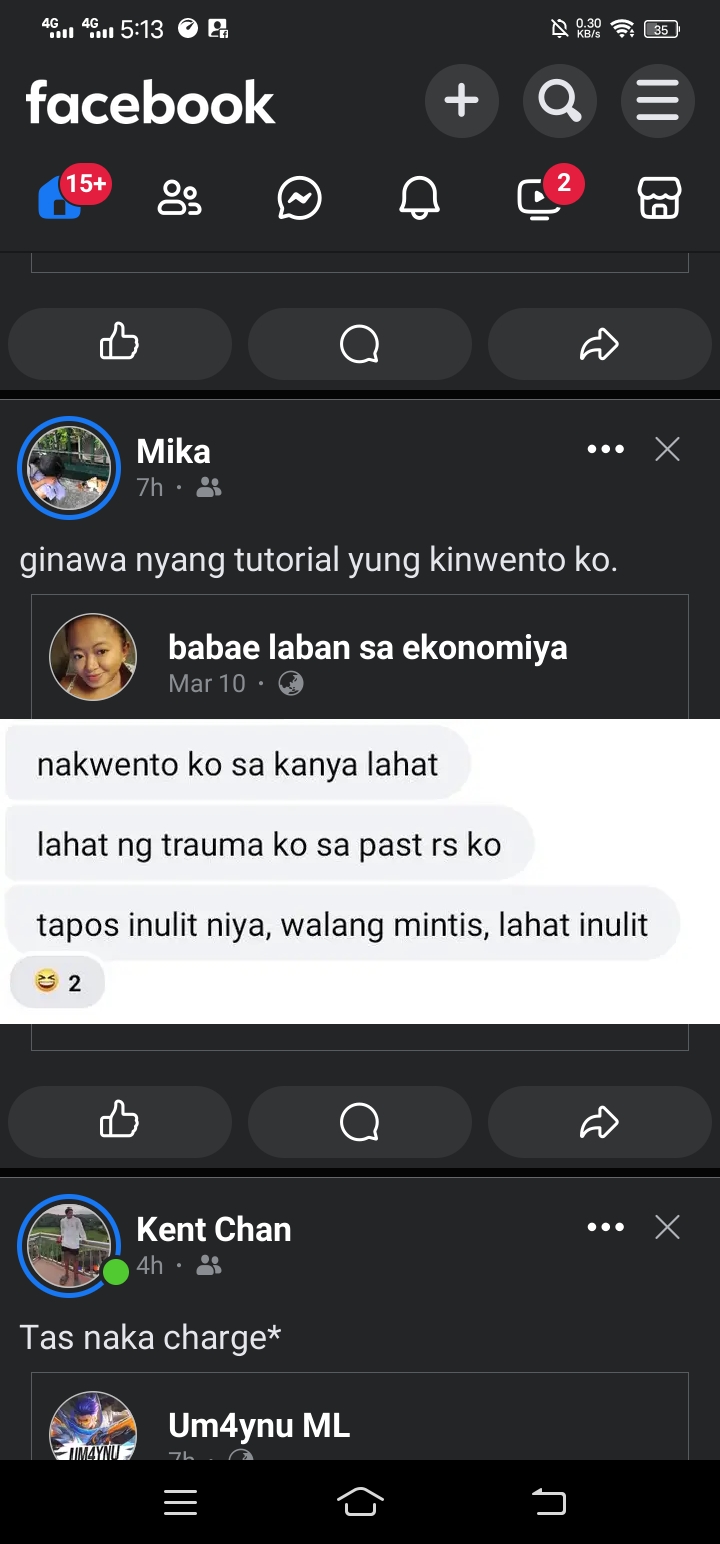 4G 4G 5:13 0.30 KB/s 35
facebook
15+ 2
Mika
7h ·
ginawa nyang tutorial yung kinwento ko.
babae laban sa ekonomiya
Mar 10 ·
nakwento ko sa kanya lahat
lahat ng trauma ko sa past rs ko
tapos inulit niya, walang mintis, lahat inulit
😆 2
Kent Chan
4h ·
Tas naka charge*
UM4YNU
Um4ynu ML
7h ·